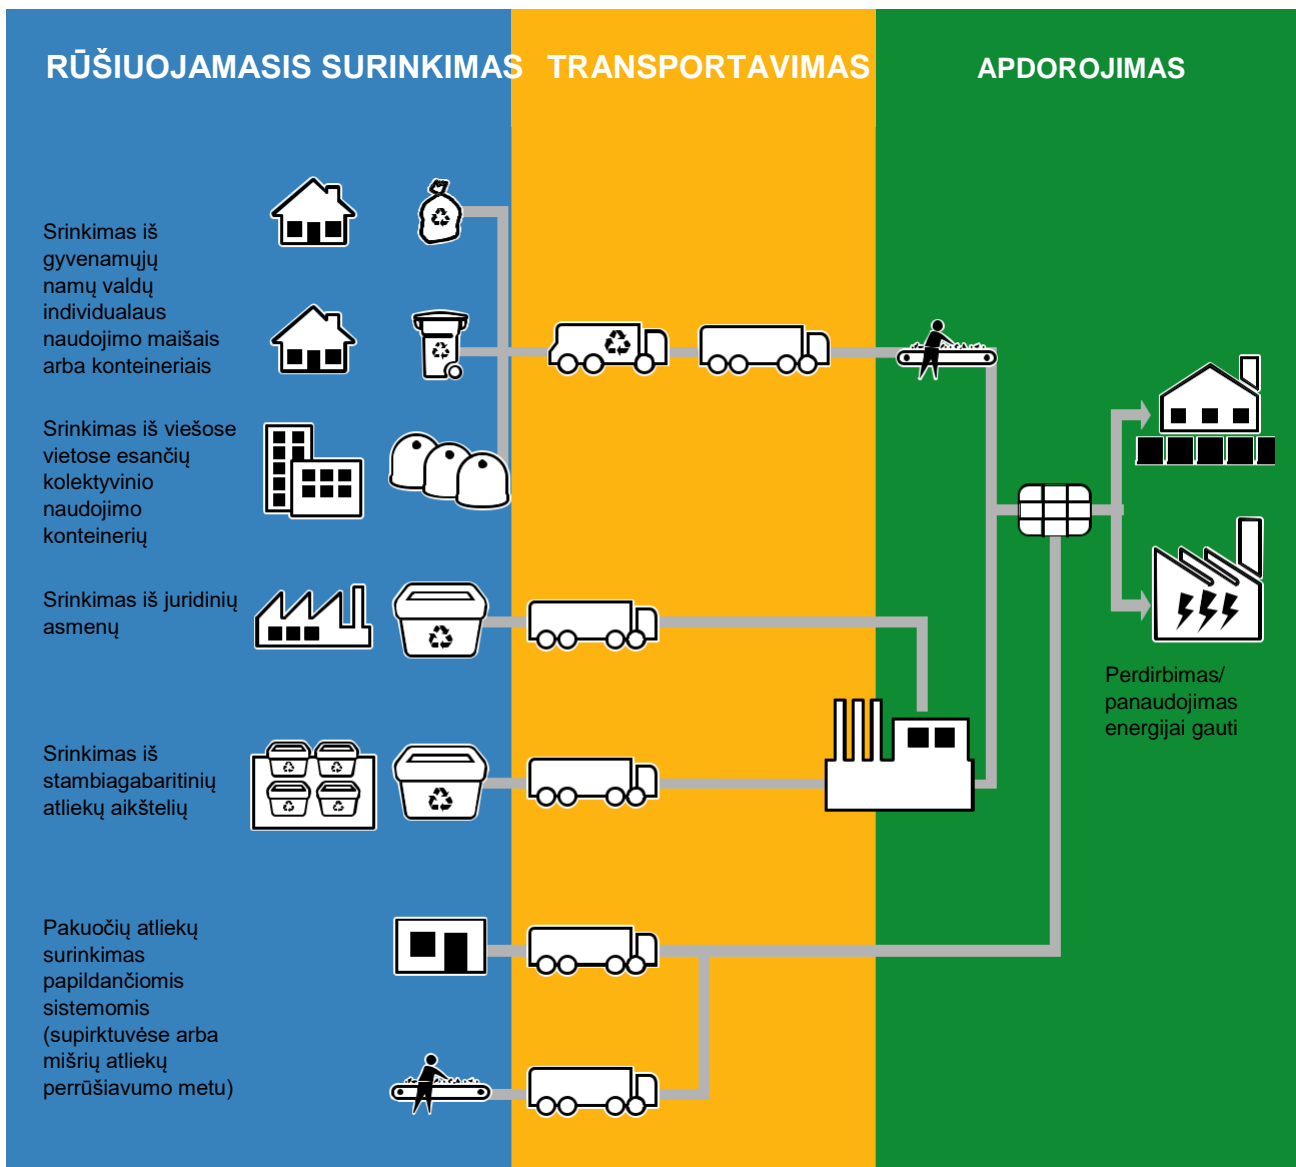 RŪŠIUOJAMASIS SURINKIMAS
TRANSPORTAVIMAS
APDOROJIMAS
Srinkimas iš
gyvenamųjų
namų valdų
individualaus
naudojimo maišais
arba konteineriais
Srinkimas iš viešose
vietose esančių
kolektyvinio
naudojimo
konteinerių
Srinkimas iš juridinių
asmenų
Srinkimas iš
stambiagabaritinių
atliekų aikštelių
Pakuočių atliekų
surinkimas
papildančiomis
sistemomis
(supirktuvėse arba
mišrių atliekų
perrūšiavumo metu)
Perdirbimas/
panaudojimas
energijai gauti